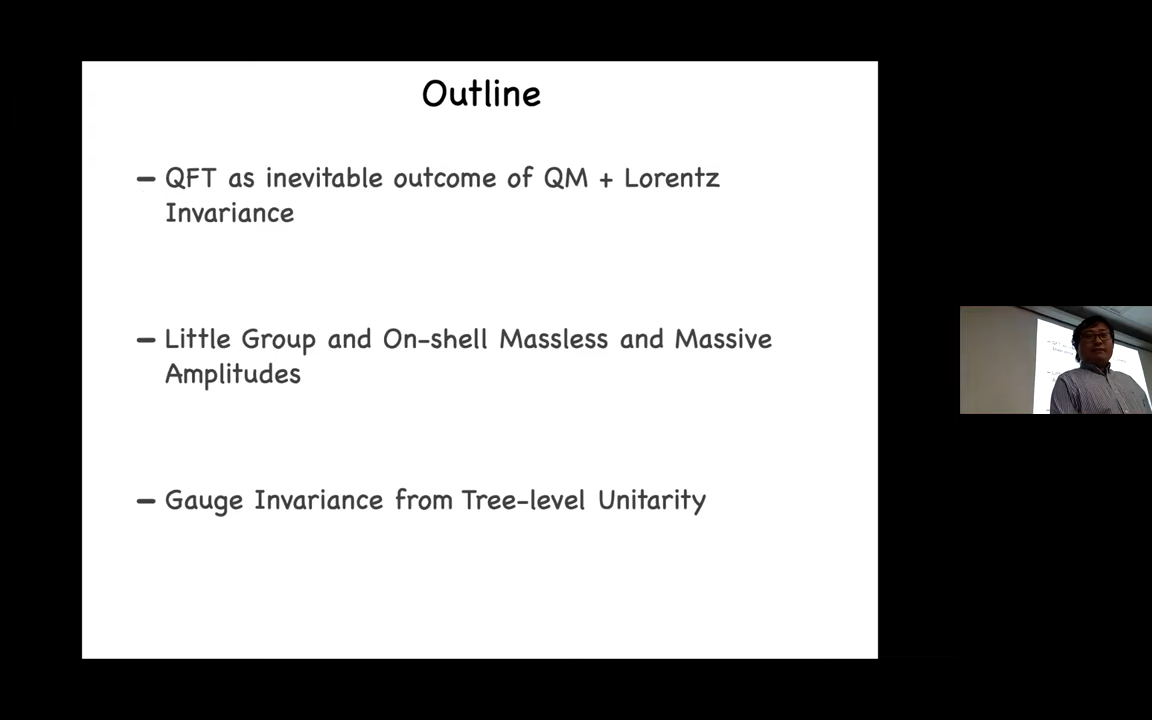 Outline
– QFT as inevitable outcome of QM + Lorentz
Invariance
– Little Group and On-shell Massless and Massive
Amplitudes
– Gauge Invariance from Tree-level Unitarity